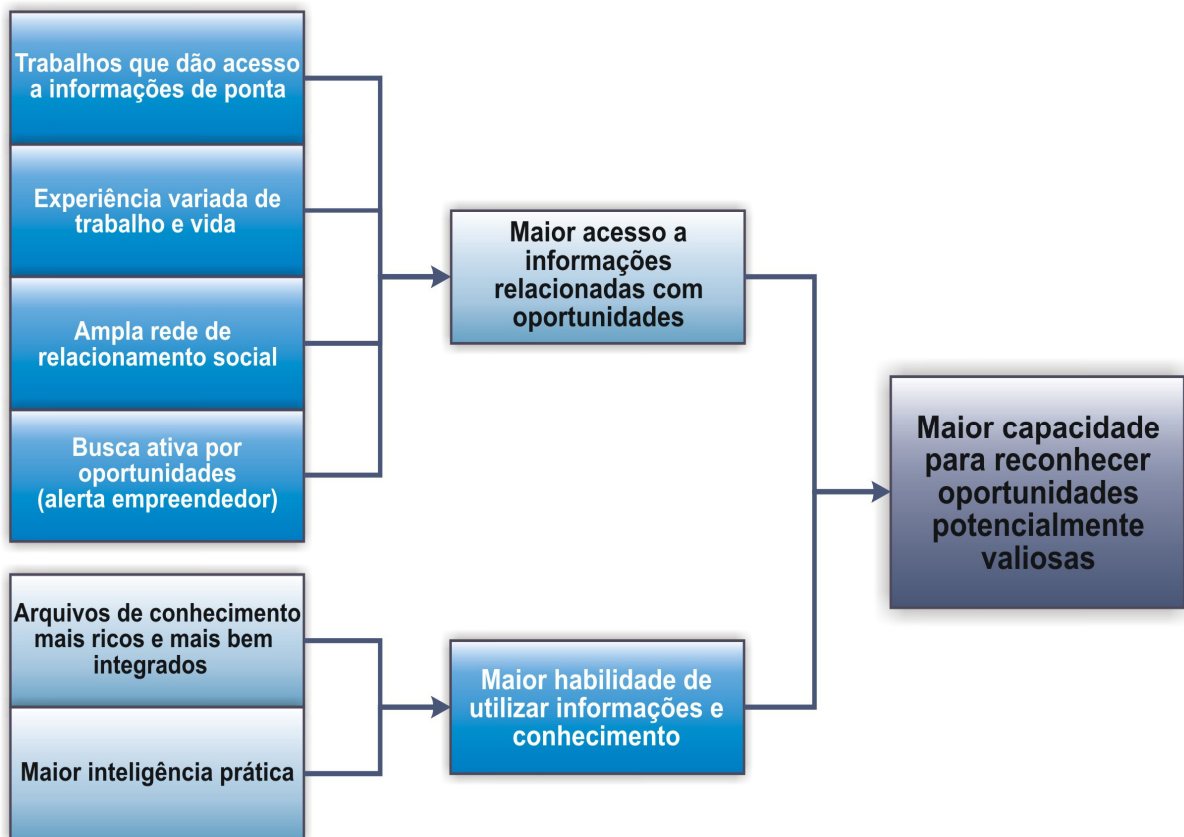 Trabalhos que dão acesso
a informações de ponta
Experiência variada de
trabalho e vida
Ampla rede de
relacionamento social
Busca ativa por
oportunidades
(alerta empreendedor)
Arquivos de conhecimento
mais ricos e mais bem
integrados
Maior inteligência prática
Maior acesso a
informações
relacionadas com
oportunidades
Maior habilidade de
utilizar informações e
conhecimento
Maior capacidade
para reconhecer
oportunidades
potencialmente
valiosas